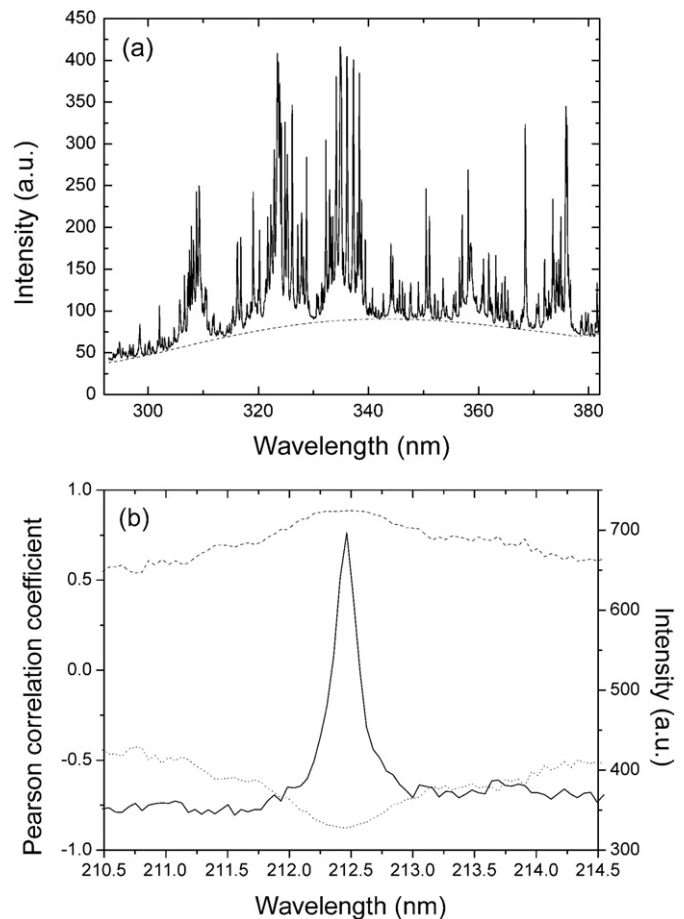 (a)
450
400
350
300
250
200
150
100
50
0
Intensity (a.u.)
300 320 340 360 380
Wavelength (nm)
(b)
1.0
0.5
0.0
-0.5
-1.0
Pearson correlation coefficient
700
600
500
400
300
Intensity (a.u.)
210.5 211.0 211.5 212.0 212.5 213.0 213.5 214.0 214.5
Wavelength (nm)